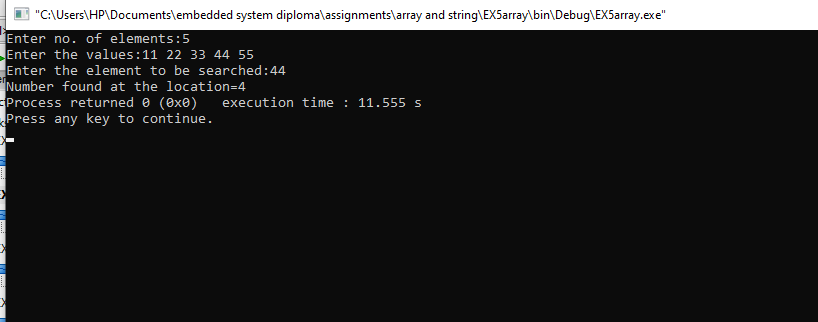 "C:\Users\HP\Documents\embedded system diploma\assignments\array and string\EX5array\bin\Debug\EX5array.exe"
Enter no. of elements:5
Enter the values:11 22 33 44 55
Enter the element to be searched:44
Number found at the location=4
Process returned 0 (0x0)   execution time : 11.555 s
Press any key to continue.